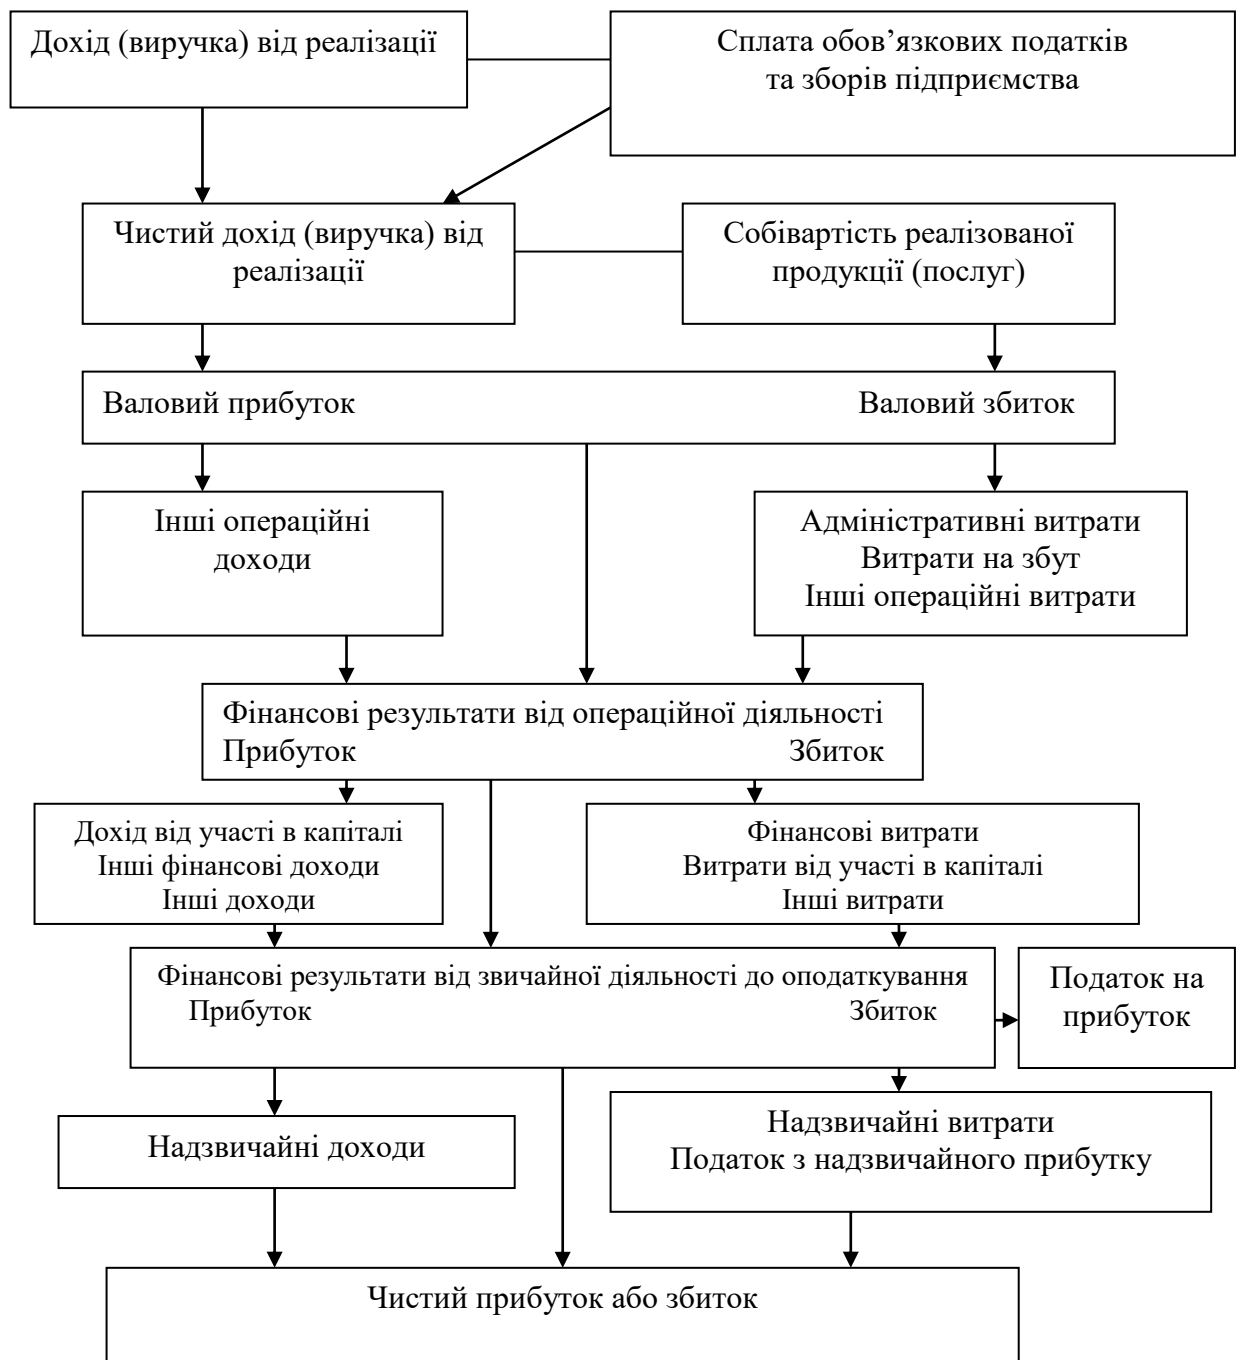 Дохід (виручка) від реалізації
Сплата обов’язкових податків
та зборів підприємства
Чистий дохід (виручка) від
реалізації
Собівартість реалізованої
продукції (послуг)
Валовий прибуток Валовий збиток
Інші операційні
доходи
Адміністративні витрати
Витрати на збут
Інші операційні витрати
Фінансові результати від операційної діяльності
Прибуток Збиток
Дохід від участі в капіталі
Інші фінансові доходи
Інші доходи
Фінансові витрати
Витрати від участі в капіталі
Інші витрати
Фінансові результати від звичайної діяльності до оподаткування
Прибуток Збиток
Податок на
прибуток
Надзвичайні доходи
Надзвичайні витрати
Податок з надзвичайного прибутку
Чистий прибуток або збиток